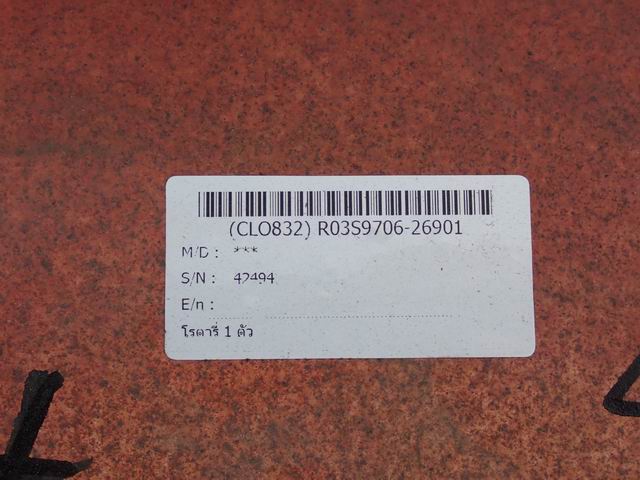 (CLO832) R03S9706-26901
M/D : ***
S/N : 42494
E/n :
โรตารี่ 1 ตัว